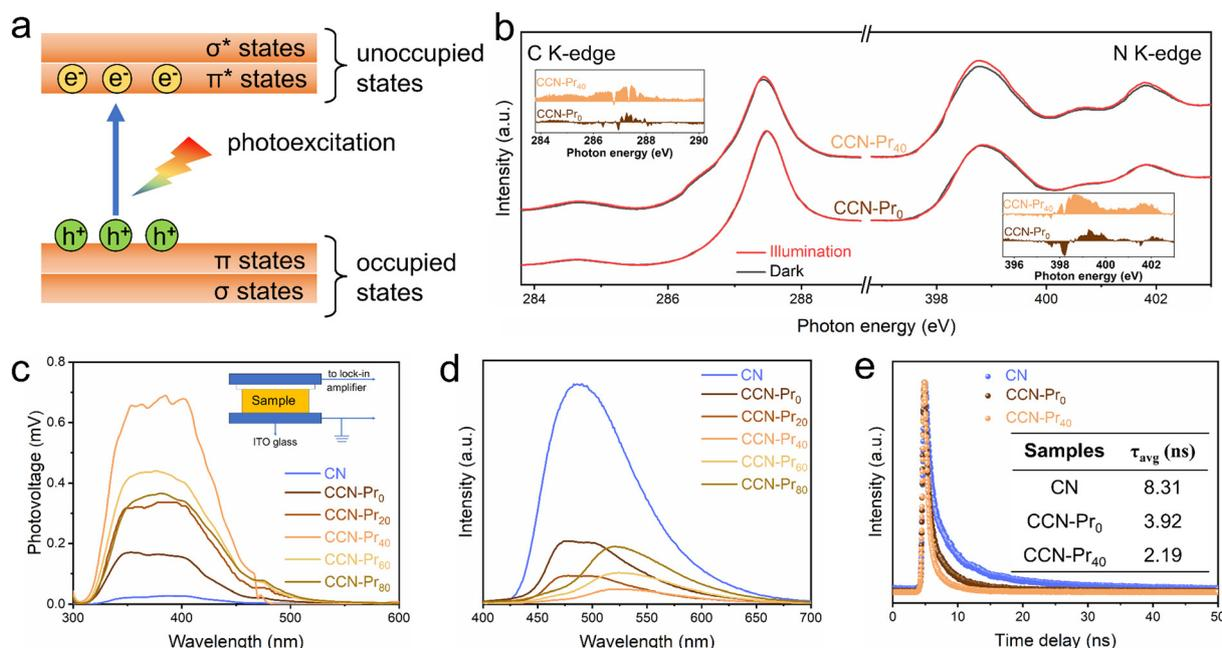 a
σ* states
e- e- e- π* states
unoccupied
states
photoexcitation
h+ h+ h+
π states
σ states
occupied
states
b
C K-edge
N K-edge
CCN-Pr40
CCN-Pr0
284 286 288 290
Photon energy (eV)
CCN-Pr40
CCN-Pr0
CCN-Pr40
CCN-Pr0
396 398 400 402
Photon energy (eV)
Illumination
Dark
Intensity (a.u.)
284 286 288 398 400 402
Photon energy (eV)
c
Photovoltage (mV)
0.8
0.6
0.4
0.2
0.0
to lock-in
amplifier
Sample
ITO glass
CN
CCN-Pr0
CCN-Pr20
CCN-Pr40
CCN-Pr60
CCN-Pr80
300 400 500 600
Wavelength (nm)
d
Intensity (a.u.)
CN
CCN-Pr0
CCN-Pr20
CCN-Pr40
CCN-Pr60
CCN-Pr80
400 450 500 550 600 650 700
Wavelength (nm)
e
Intensity (a.u.)
CN
CCN-Pr0
CCN-Pr40
Samples τavg (ns)
CN 8.31
CCN-Pr0 3.92
CCN-Pr40 2.19
0 10 20 30 40 50
Time delay (ns)